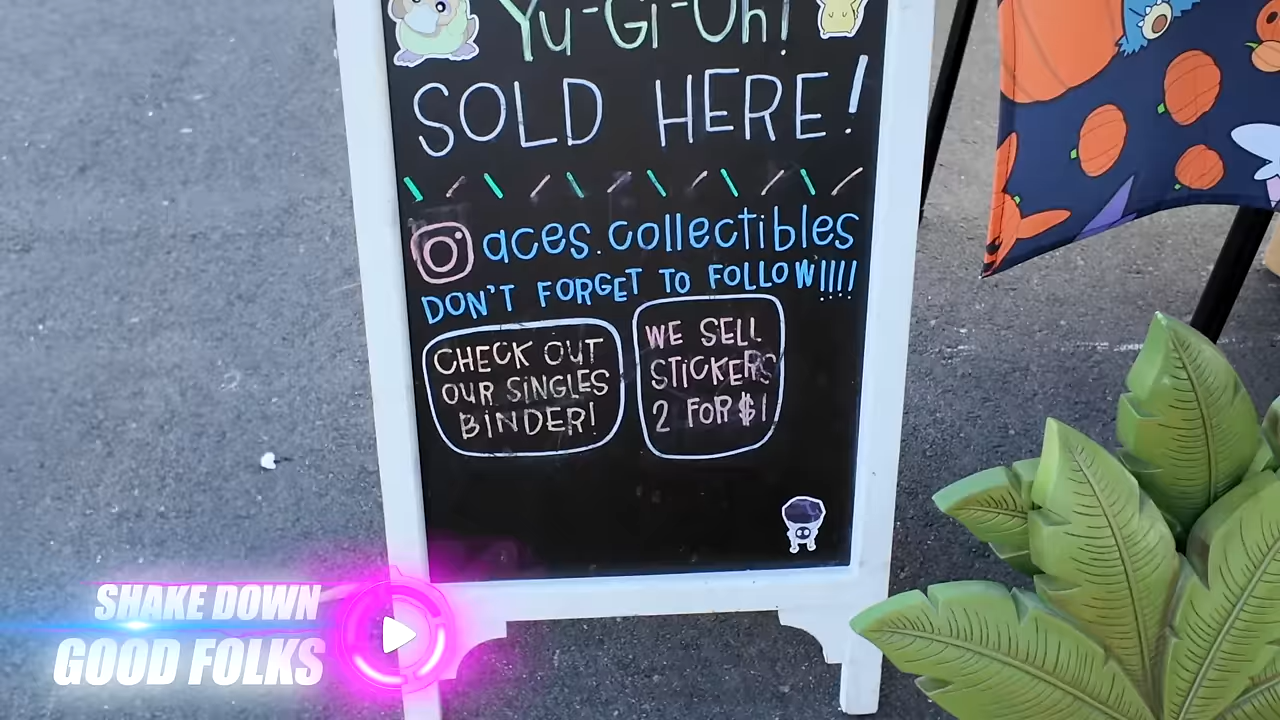 Yu-Gi-Oh!
SOLD HERE!
aces.collectibles
DON'T FORGET TO FOLLOW!!!!
CHECK OUT
OUR SINGLES
BINDER!
WE SELL
STICKERS
2 FOR $1
SHAKE DOWN
GOOD FOLKS